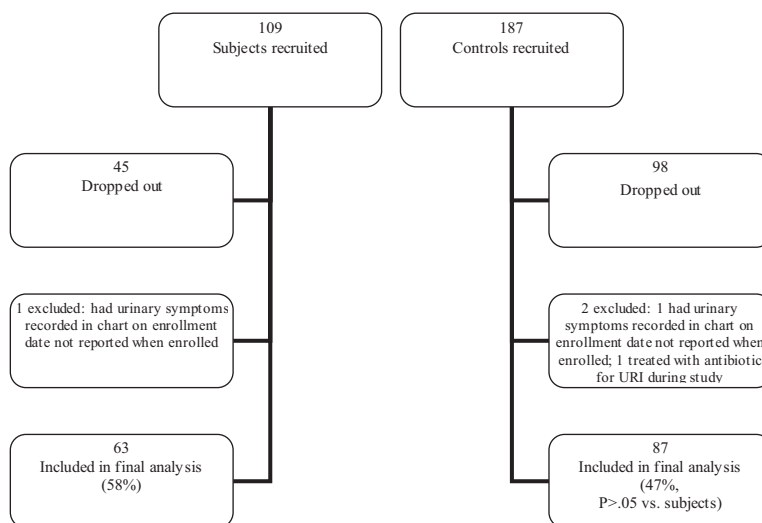 109
Subjects recruited
187
Controls recruited
45
Dropped out
98
Dropped out
1 excluded: had urinary symptoms
recorded in chart on enrollment
date not reported when enrolled
2 excluded: 1 had urinary
symptoms recorded in chart on
enrollment date not reported when
enrolled; 1 treated with antibiotic
for URI during study
63
Included in final analysis
(58%)
87
Included in final analysis
(47%,
P>.05 vs. subjects)